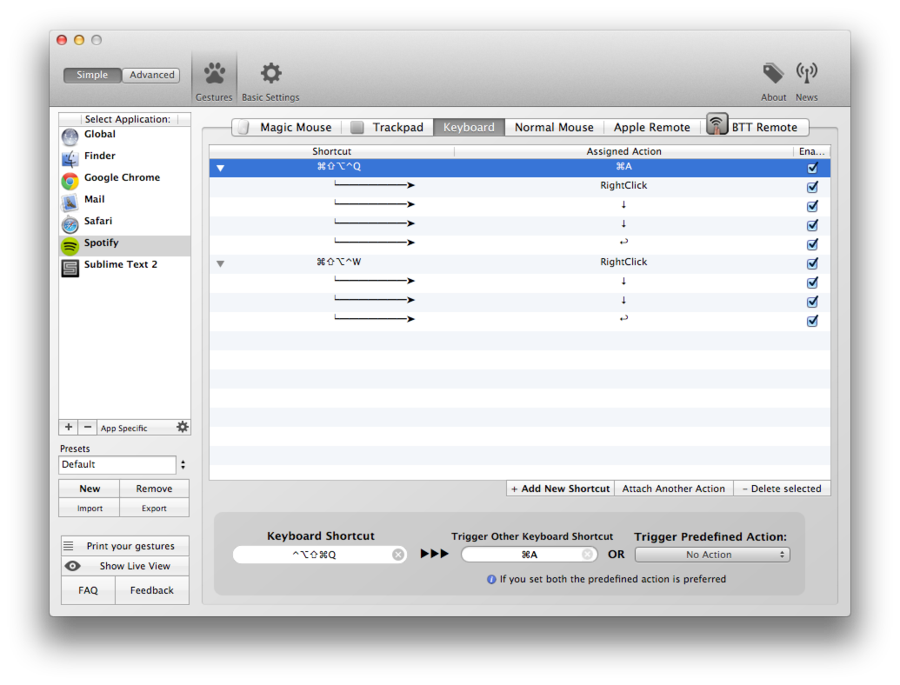 Simple Advanced Gestures Basic Settings About News
Select Application:
Global
Finder
Google Chrome
Mail
Safari
Spotify
Sublime Text 2
+ − App Specific
Presets
Default
New Remove
Import Export
Print your gestures
Show Live View
FAQ Feedback
Magic Mouse Trackpad Keyboard Normal Mouse Apple Remote BTT Remote
Shortcut Assigned Action Ena...
⌘⇧⌥^Q ⌘A
RightClick
↓
↓
↩
⌘⇧⌥^W RightClick
↓
↓
↩
+ Add New Shortcut Attach Another Action − Delete selected
Keyboard Shortcut Trigger Other Keyboard Shortcut Trigger Predefined Action:
^⌥⇧⌘Q ⌘A OR No Action
If you set both the predefined action is preferred